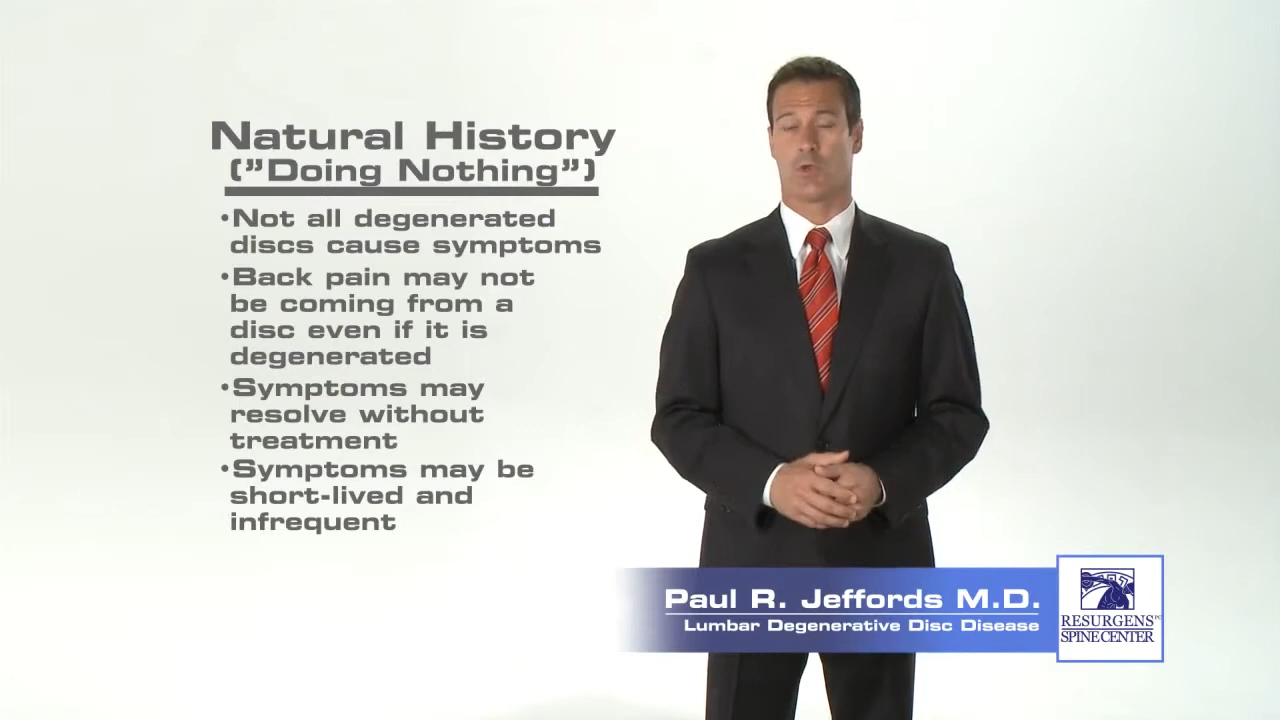 Natural History
(”Doing Nothing”)
•Not all degenerated
discs cause symptoms
•Back pain may not
be coming from a
disc even if it is
degenerated
•Symptoms may
resolve without
treatment
•Symptoms may be
short-lived and
infrequent
Paul R. Jeffords M.D.
Lumbar Degenerative Disc Disease
RESURGENS PC
SPINE CENTER